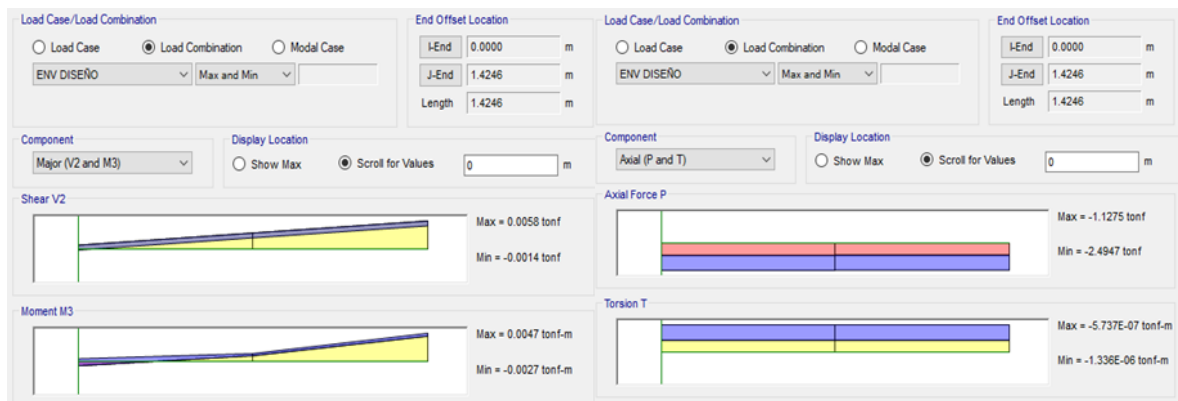 Load Case/Load Combination
Load Case Load Combination Modal Case
ENV DISEÑO Max and Min
End Offset Location
I-End 0.0000 m
J-End 1.4246 m
Length 1.4246 m
Component
Major (V2 and M3)
Display Location
Show Max Scroll for Values 0 m
Shear V2
Max = 0.0058 tonf
Min = -0.0014 tonf
Moment M3
Max = 0.0047 tonf-m
Min = -0.0027 tonf-m
Load Case/Load Combination
Load Case Load Combination Modal Case
ENV DISEÑO Max and Min
End Offset Location
I-End 0.0000 m
J-End 1.4246 m
Length 1.4246 m
Component
Axial (P and T)
Display Location
Show Max Scroll for Values 0 m
Axial Force P
Max = -1.1275 tonf
Min = -2.4947 tonf
Torsion T
Max = -5.737E-07 tonf-m
Min = -1.336E-06 tonf-m